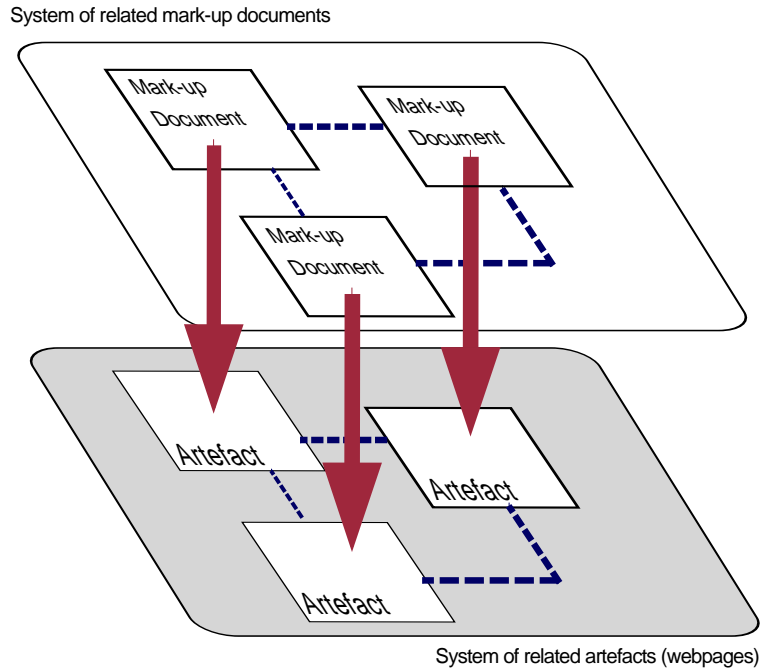 System of related mark-up documents
Mark-up
Document
Mark-up
Document
Mark-up
Document
Artefact
Artefact
Artefact
System of related artefacts (webpages)